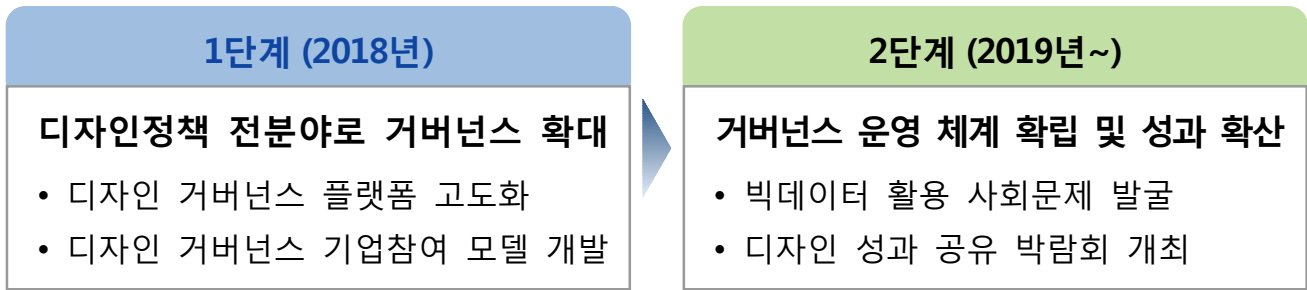 1단계 (2018년)
디자인정책 전분야로 거버넌스 확대
• 디자인 거버넌스 플랫폼 고도화
• 디자인 거버넌스 기업참여 모델 개발
2단계 (2019년~)
거버넌스 운영 체계 확립 및 성과 확산
• 빅데이터 활용 사회문제 발굴
• 디자인 성과 공유 박람회 개최